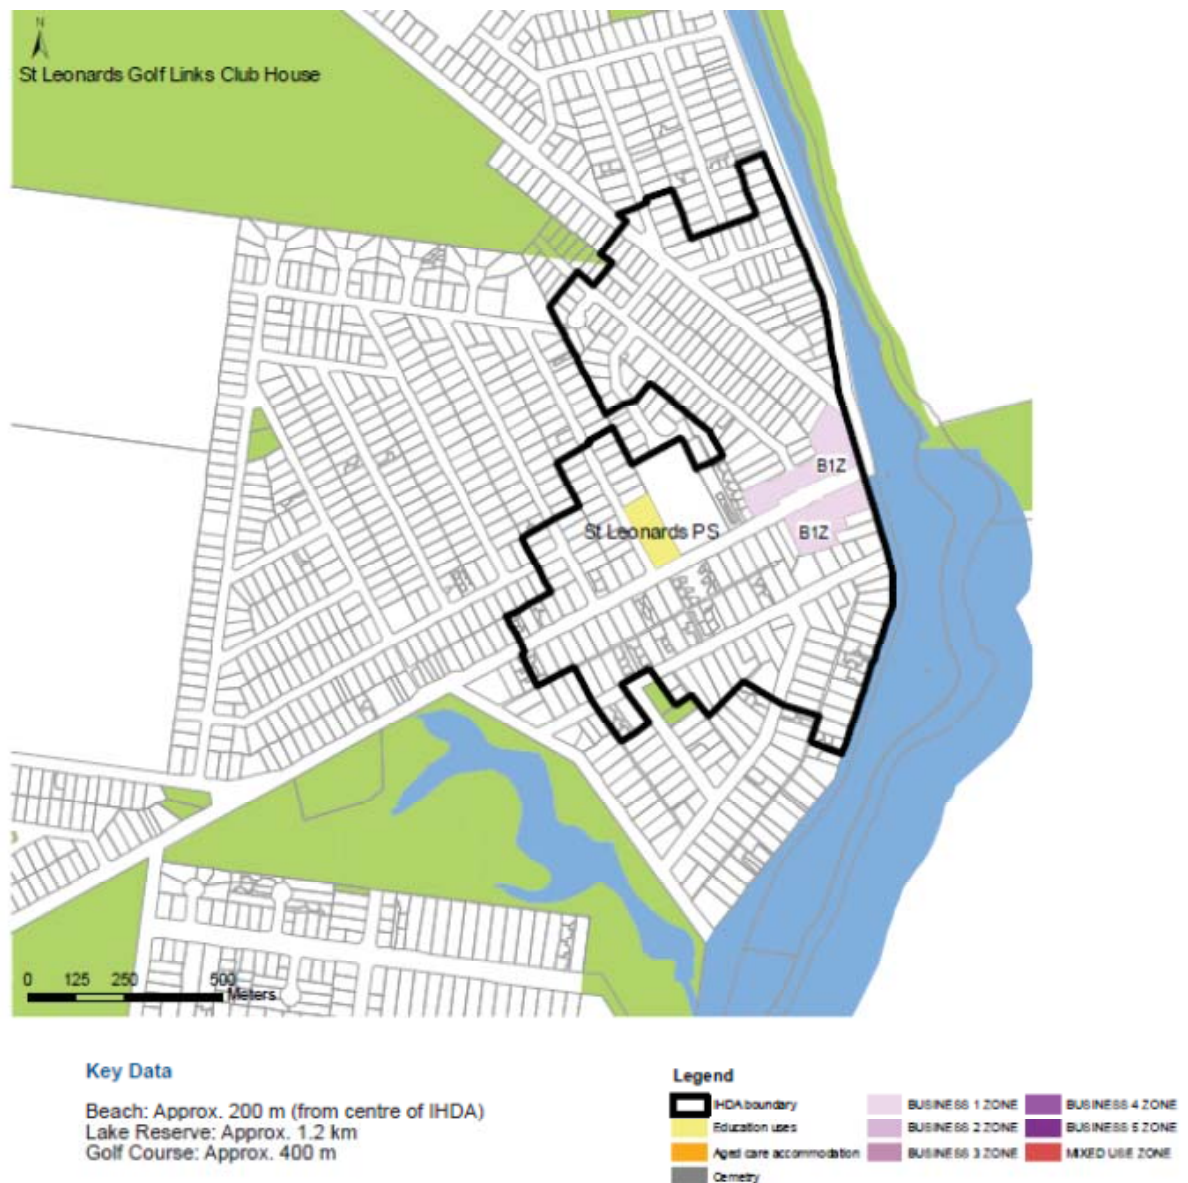 N
St Leonards Golf Links Club House
B1Z
St Leonards PS
B1Z
0 125 250 500
Meters
Key Data
Beach: Approx. 200 m (from centre of IHDA)
Lake Reserve: Approx. 1.2 km
Golf Course: Approx. 400 m
Legend
IHDA boundary
Education uses
Aged care accommodation
Cemetry
BUSINESS 1 ZONE
BUSINESS 2 ZONE
BUSINESS 3 ZONE
BUSINESS 4 ZONE
BUSINESS 5 ZONE
MIXED USE ZONE